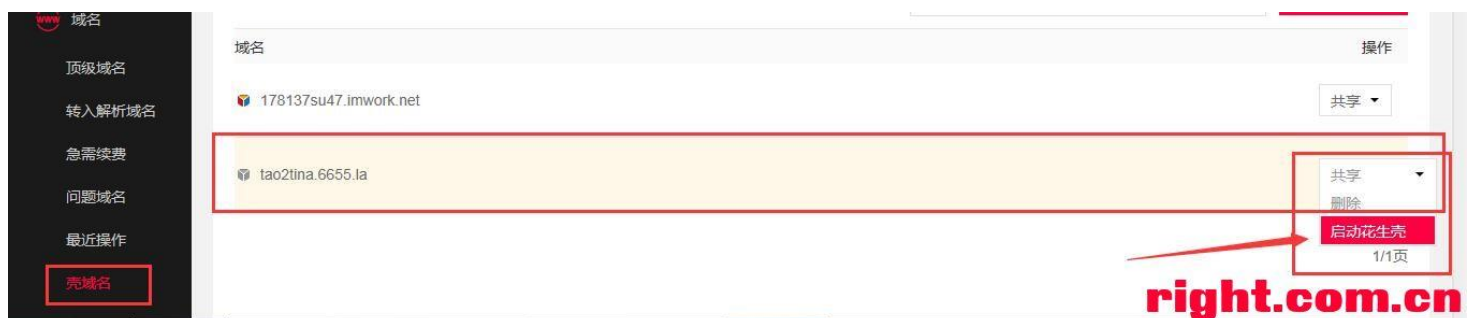 www 域名
顶级域名
转入解析域名
急需续费
问题域名
最近操作
壳域名
域名 操作
178137su47.imwork.net 共享
tao2tina.6655.la 共享
删除
启动花生壳
1/1页
right.com.cn